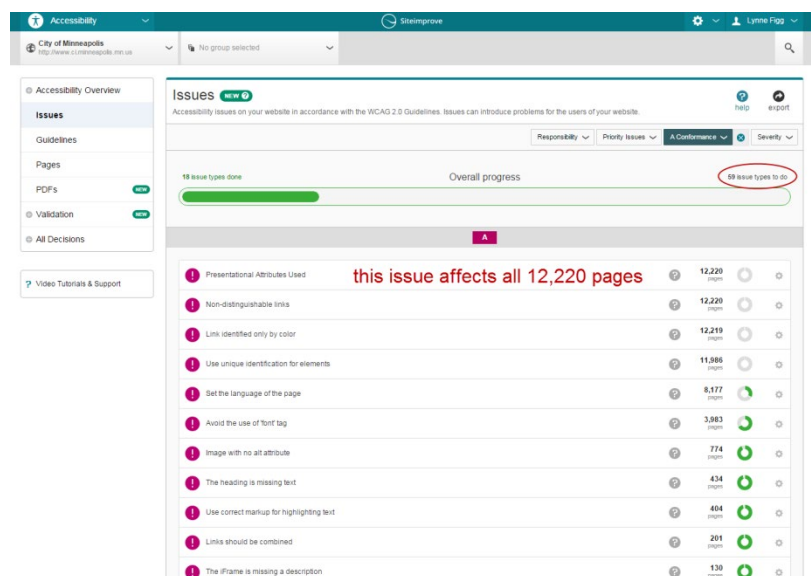 Accessibility
Siteimprove
Lynne Figg
City of Minneapolis
http://www.ci.minneapolis.mn.us
No group selected
Accessibility Overview
Issues
Guidelines
Pages
PDFs NEW
Validation NEW
All Decisions
? Video Tutorials & Support
Issues NEW ?
Accessibility issues on your website in accordance with the WCAG 2.0 Guidelines. Issues can introduce problems for the users of your website.
help
export
Responsibility
Priority Issues
A Conformance
Severity
18 issue types done
Overall progress
59 issue types to do
A
! Presentational Attributes Used this issue affects all 12,220 pages ? 12,220 pages
! Non-distinguishable links ? 12,220 pages
! Link identified only by color ? 12,219 pages
! Use unique identification for elements ? 11,986 pages
! Set the language of the page ? 8,177 pages
! Avoid the use of 'font' tag ? 3,983 pages
! Image with no alt attribute ? 774 pages
! The heading is missing text ? 434 pages
! Use correct markup for highlighting text ? 404 pages
! Links should be combined ? 201 pages
! The iFrame is missing a description ? 130 pages